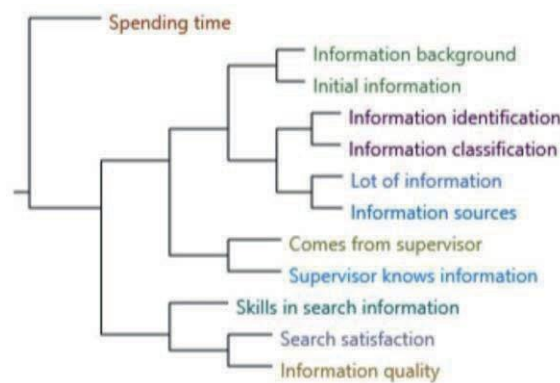 Spending time
Information background
Initial information
Information identification
Information classification
Lot of information
Information sources
Comes from supervisor
Supervisor knows information
Skills in search information
Search satisfaction
Information quality